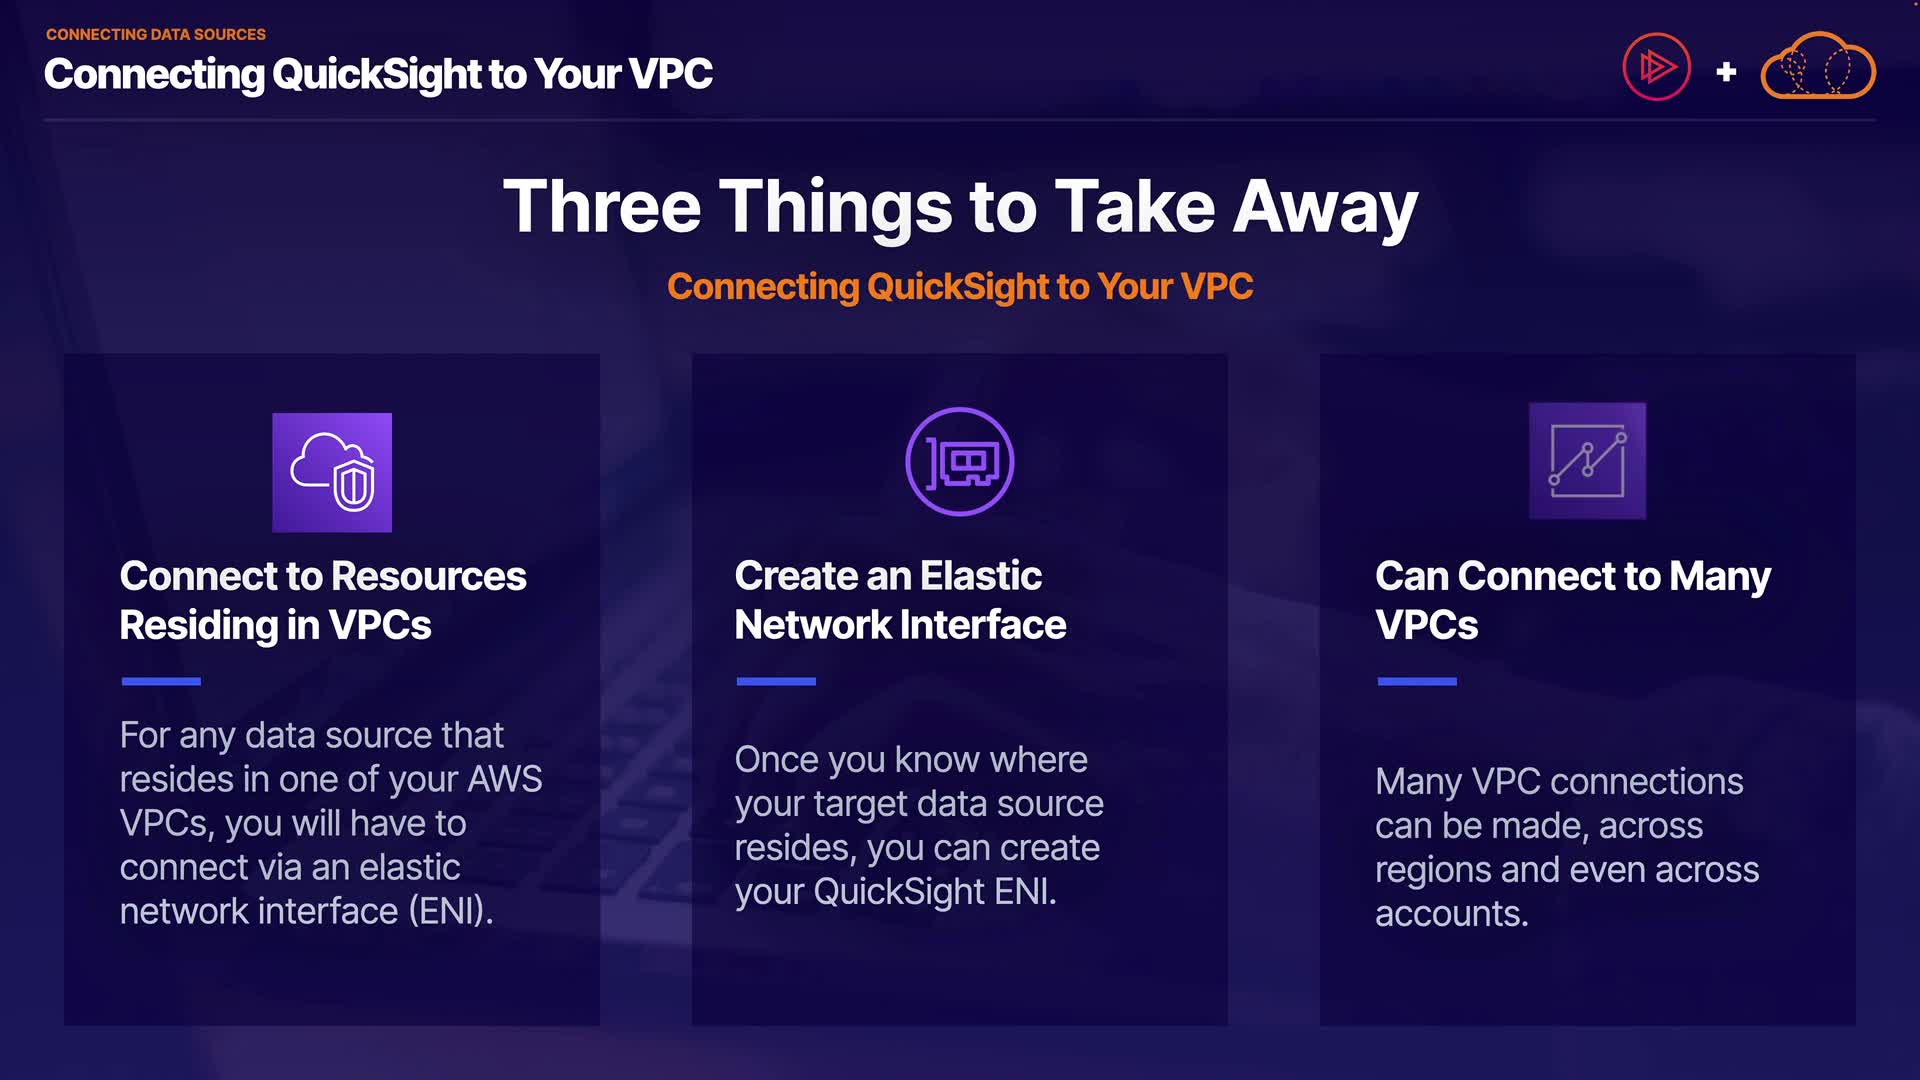 CONNECTING DATA SOURCES
Connecting QuickSight to Your VPC
+
Three Things to Take Away
Connecting QuickSight to Your VPC
Connect to Resources
Residing in VPCs
For any data source that
resides in one of your AWS
VPCs, you will have to
connect via an elastic
network interface (ENI).
Create an Elastic
Network Interface
Once you know where
your target data source
resides, you can create
your QuickSight ENI.
Can Connect to Many
VPCs
Many VPC connections
can be made, across
regions and even across
accounts.